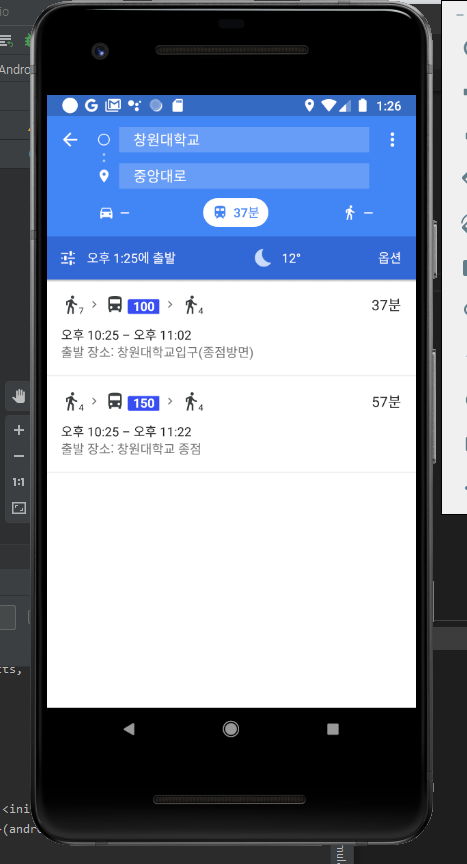 io
Andro
1:26
창원대학교
중앙대로
–
37분
–
오후 1:25에 출발
12°
옵션
7
100
4
37분
오후 10:25 – 오후 11:02
출발 장소: 창원대학교입구(종점방면)
4
150
4
57분
오후 10:25 – 오후 11:22
출발 장소: 창원대학교 종점
1:1
cts,
<ini
(andro